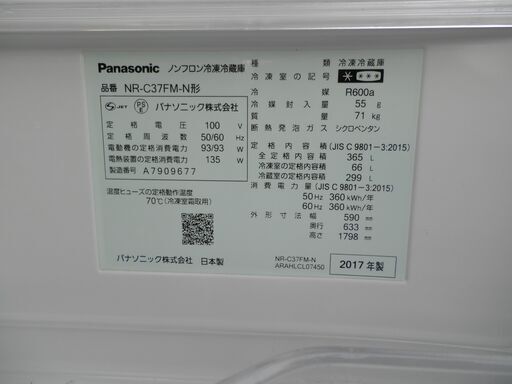 Panasonic ノンフロン冷凍冷蔵庫
品番 NR-C37FM-N形
S JET PS E パナソニック株式会社
定格電圧 100 V
定格周波数 50/60 Hz
電動機の定格消費電力 93/93 W
電熱装置の定格消費電力 135 W
製造番号 A7909677
温度ヒューズの定格動作温度
70℃(冷凍室霜取用)
パナソニック株式会社 日本製
種類 冷凍冷蔵庫
冷凍室の記号
冷媒 R600a
冷媒封入量 55 g
質量 71 kg
断熱発泡ガス シクロペンタン
定格内容積 (JIS C 9801−3:2015)
全定格内容積 365 L
冷凍室の定格内容積 66 L
冷蔵室の定格内容積 299 L
消費電力量 (JIS C 9801−3:2015)
50Hz 360 kWh/年
60Hz 360 kWh/年
外形寸法 幅 590 mm
奥行 633 mm
高さ 1798 mm
NR-C37FM-N
ARAHLCL07450
2017年製